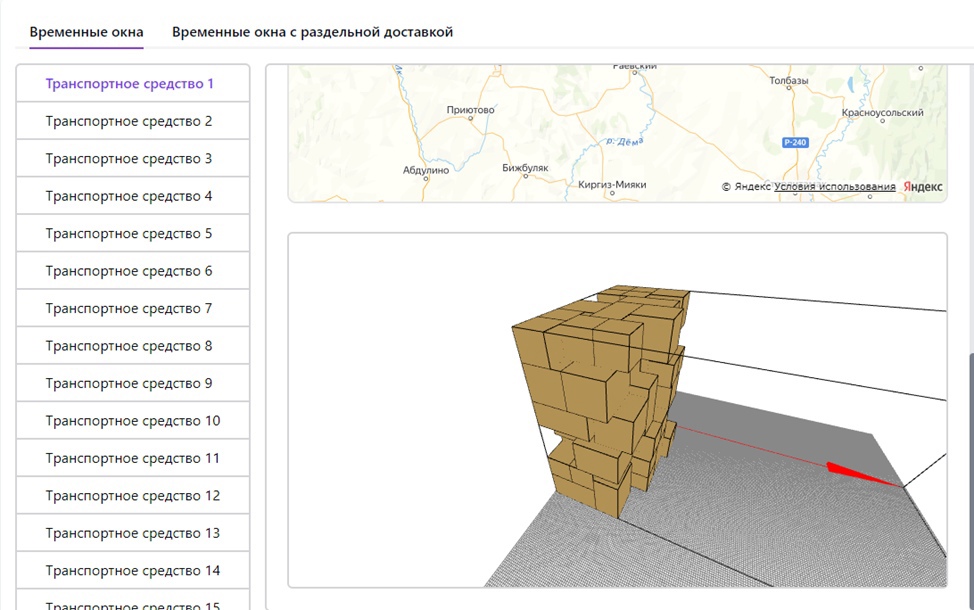 Временные окна
Временные окна с раздельной доставкой
Транспортное средство 1
Транспортное средство 2
Транспортное средство 3
Транспортное средство 4
Транспортное средство 5
Транспортное средство 6
Транспортное средство 7
Транспортное средство 8
Транспортное средство 9
Транспортное средство 10
Транспортное средство 11
Транспортное средство 12
Транспортное средство 13
Транспортное средство 14
Транспортное средство 15
Раевский
Толбазы
Приютово
Красноусольский
р. Дёма
Р-240
Абдулино
Бижбуляк
Киргиз-Мияки
© Яндекс Условия использования Яндекс